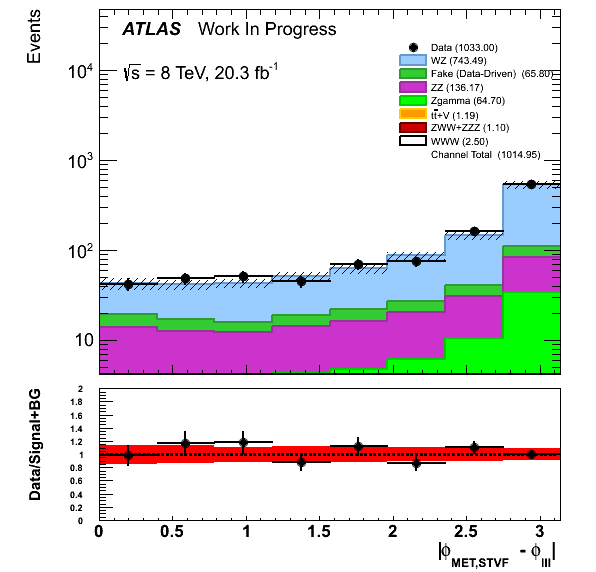 Events
ATLAS Work In Progress
√s = 8 TeV, 20.3 fb⁻¹
Data (1033.00)
WZ (743.49)
Fake (Data-Driven) (65.80)
ZZ (136.17)
Zgamma (64.70)
tt̄+V (1.19)
ZWW+ZZZ (1.10)
WWW (2.50)
Channel Total (1014.95)
10⁴
10³
10²
10
Data/Signal+BG
2
1.8
1.6
1.4
1.2
1
0.8
0.6
0.4
0.2
0
0 0.5 1 1.5 2 2.5 3
|ϕ_MET,STVF - ϕ_lll|